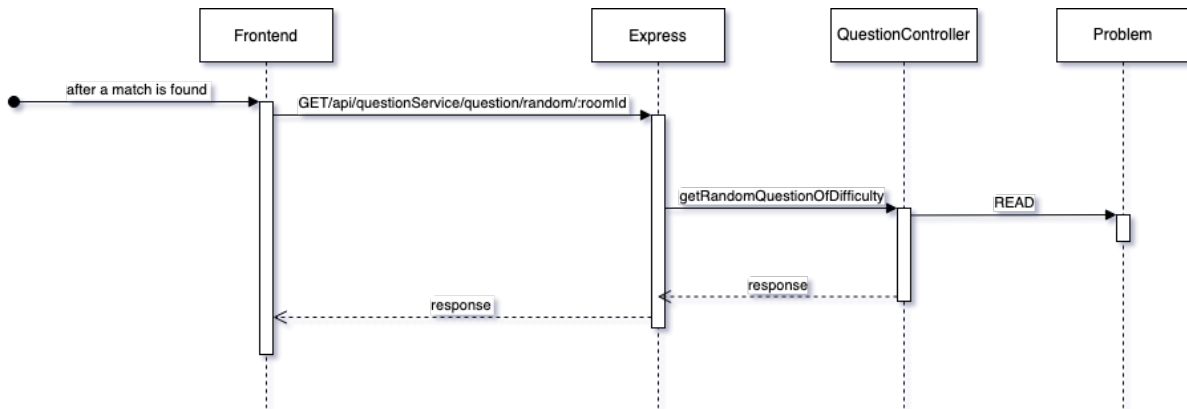 Frontend
Express
QuestionController
Problem
after a match is found
GET/api/questionService/question/random/:roomId
getRandomQuestionOfDifficulty
READ
response
response